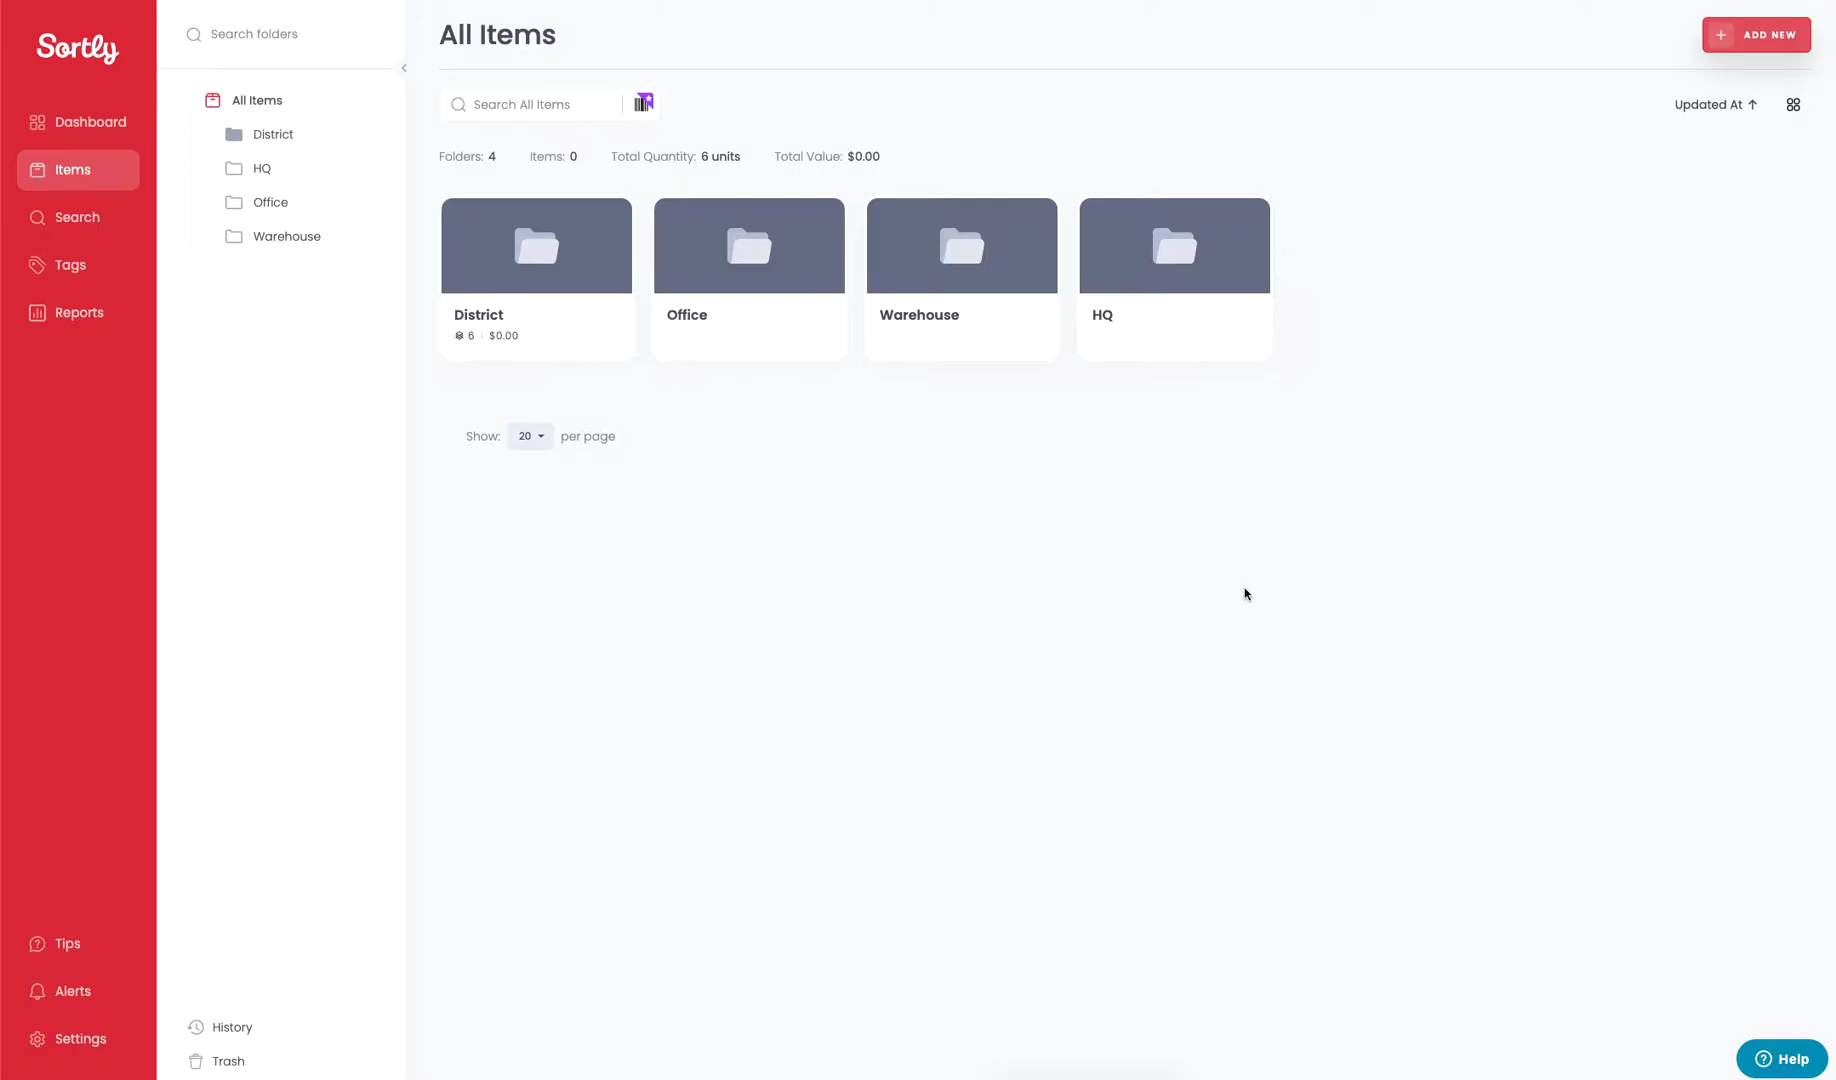 Sortly
Dashboard
Items
Search
Tags
Reports
Tips
Alerts
Settings
Search folders
All Items
District
HQ
Office
Warehouse
History
Trash
All Items
+ ADD NEW
Search All Items
Updated At ↑
Folders: 4 Items: 0 Total Quantity: 6 units Total Value: $0.00
District
6 | $0.00
Office
Warehouse
HQ
Show: 20 per page
? Help